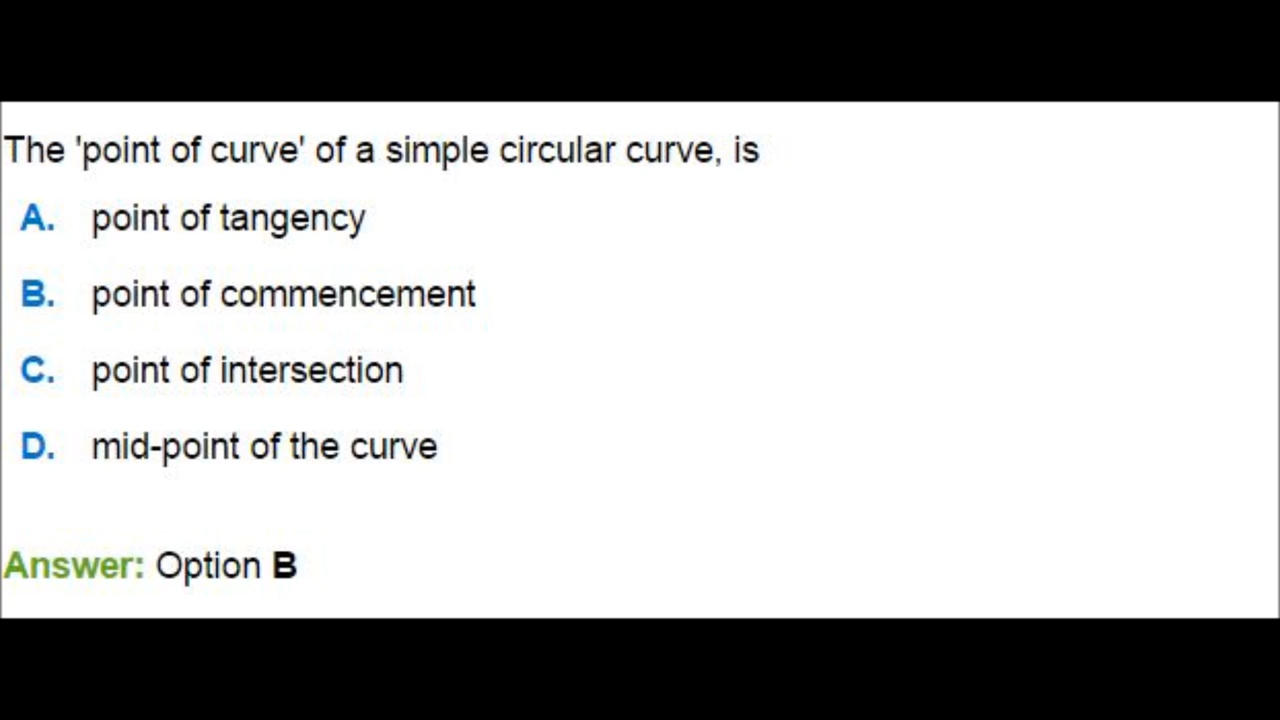 The 'point of curve' of a simple circular curve, is
A. point of tangency
B. point of commencement
C. point of intersection
D. mid-point of the curve
Answer: Option B